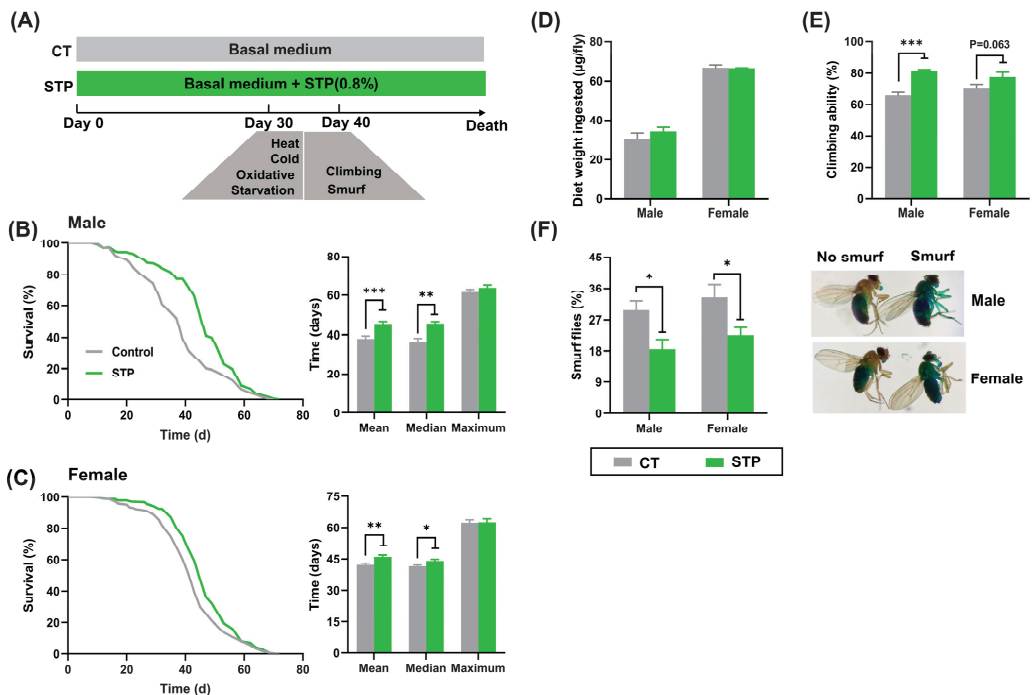 (A)
CT Basal medium
STP Basal medium + STP(0.8%)
Day 0 Day 30 Day 40 Death
Heat
Cold
Oxidative
Starvation
Climbing
Smurf
(B)
Male
Survival (%)
100
80
60
40
20
0
Control
STP
0 20 40 60 80
Time (d)
Time (days)
80
60
40
20
0
*** **
Mean Median Maximum
(C)
Female
Survival (%)
100
80
60
40
20
0
0 20 40 60 80
Time (d)
Time (days)
75
60
45
30
15
0
** *
Mean Median Maximum
(D)
Diet weight ingested (μg/fly)
80
60
40
20
0
Male Female
(E)
Climbing ability (%)
100
80
60
40
20
0
*** P=0.063
Male Female
(F)
Smurf flies (%)
45
36
27
18
9
0
* *
Male Female
CT STP
No smurf Smurf
Male
Female